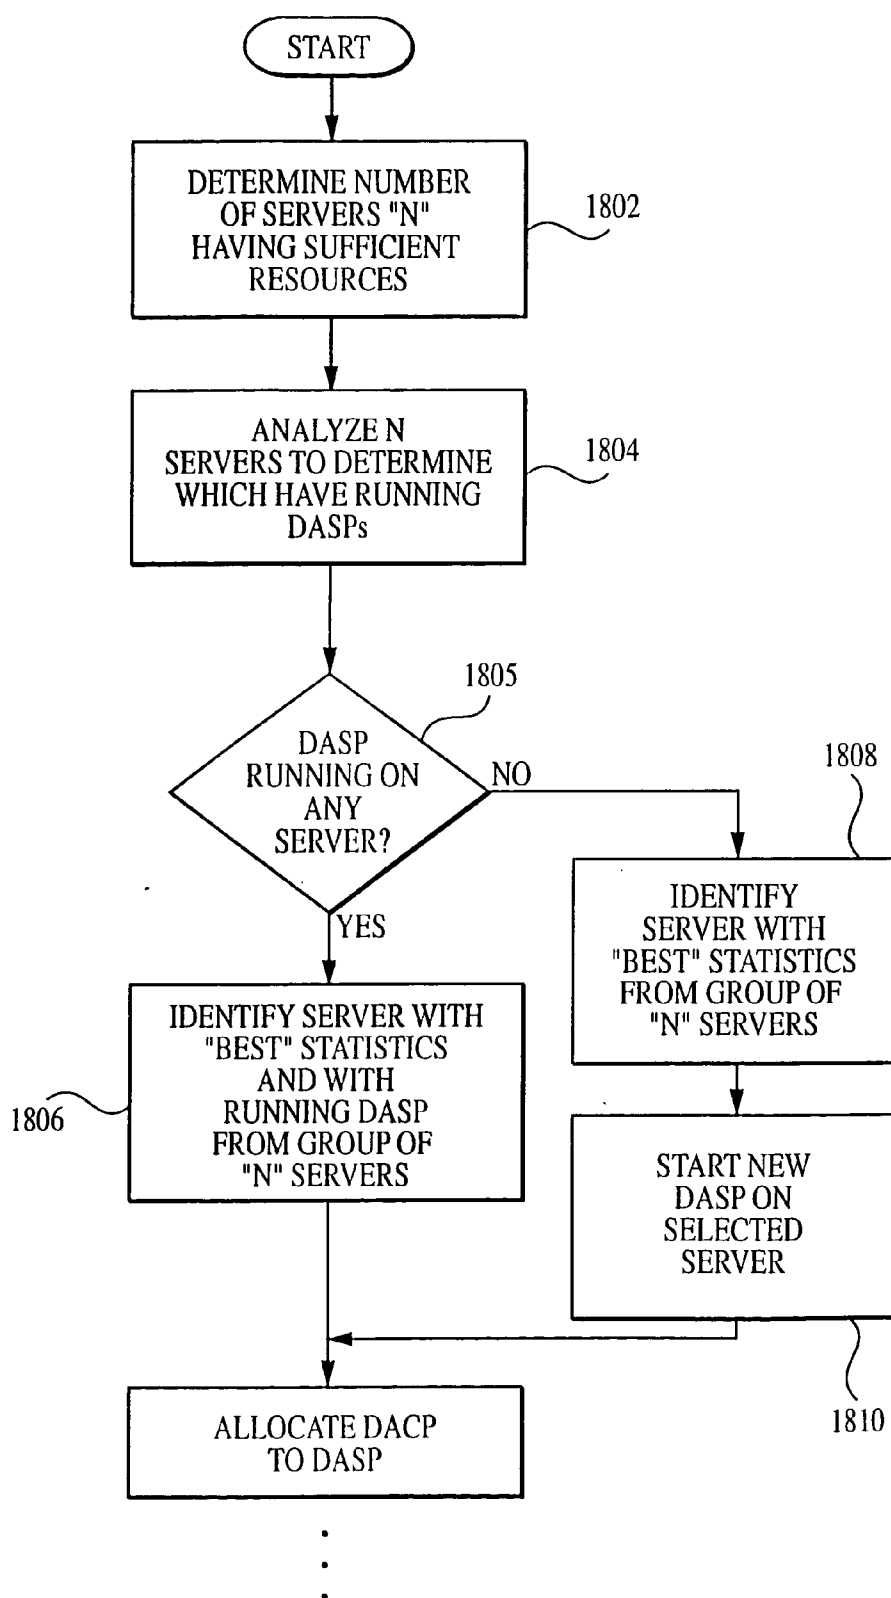 START
DETERMINE NUMBER
OF SERVERS "N"
HAVING SUFFICIENT
RESOURCES
1802
ANALYZE N
SERVERS TO DETERMINE
WHICH HAVE RUNNING
DASPs
1804
1805
DASP
RUNNING ON
ANY
SERVER?
NO
YES
1808
IDENTIFY
SERVER WITH
"BEST" STATISTICS
FROM GROUP OF
"N" SERVERS
IDENTIFY SERVER WITH
"BEST" STATISTICS
AND WITH
RUNNING DASP
FROM GROUP OF
"N" SERVERS
1806
START NEW
DASP ON
SELECTED
SERVER
1810
ALLOCATE DACP
TO DASP